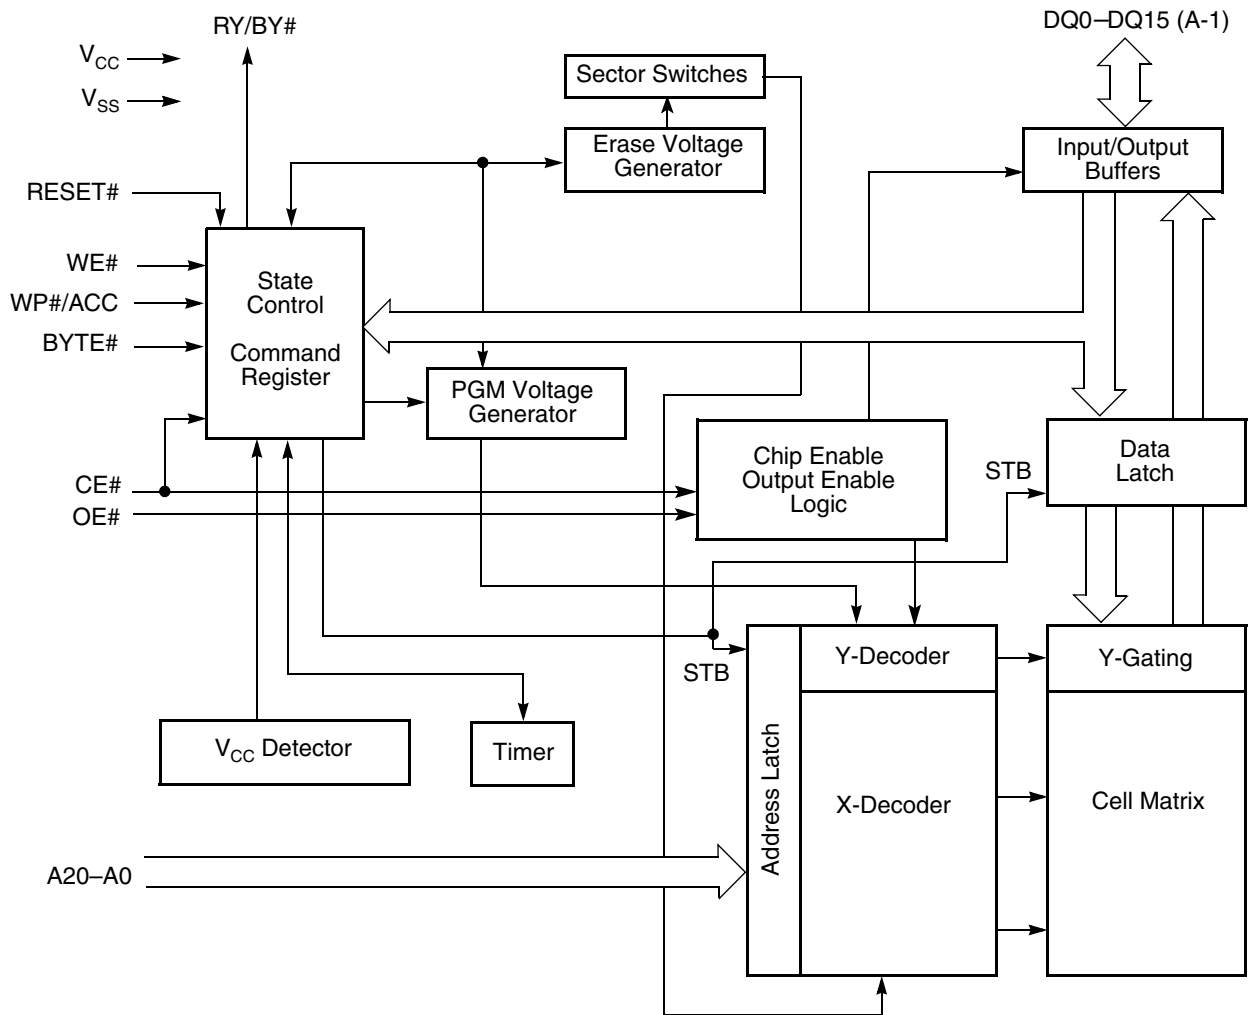 RY/BY#
DQ0–DQ15 (A-1)
VCC
VSS
Sector Switches
Erase Voltage
Generator
Input/Output
Buffers
RESET#
WE#
WP#/ACC
BYTE#
State
Control
Command
Register
PGM Voltage
Generator
Chip Enable
Output Enable
Logic
STB
Data
Latch
CE#
OE#
STB
Y-Decoder
Y-Gating
VCC Detector
Timer
Address Latch
X-Decoder
Cell Matrix
A20–A0